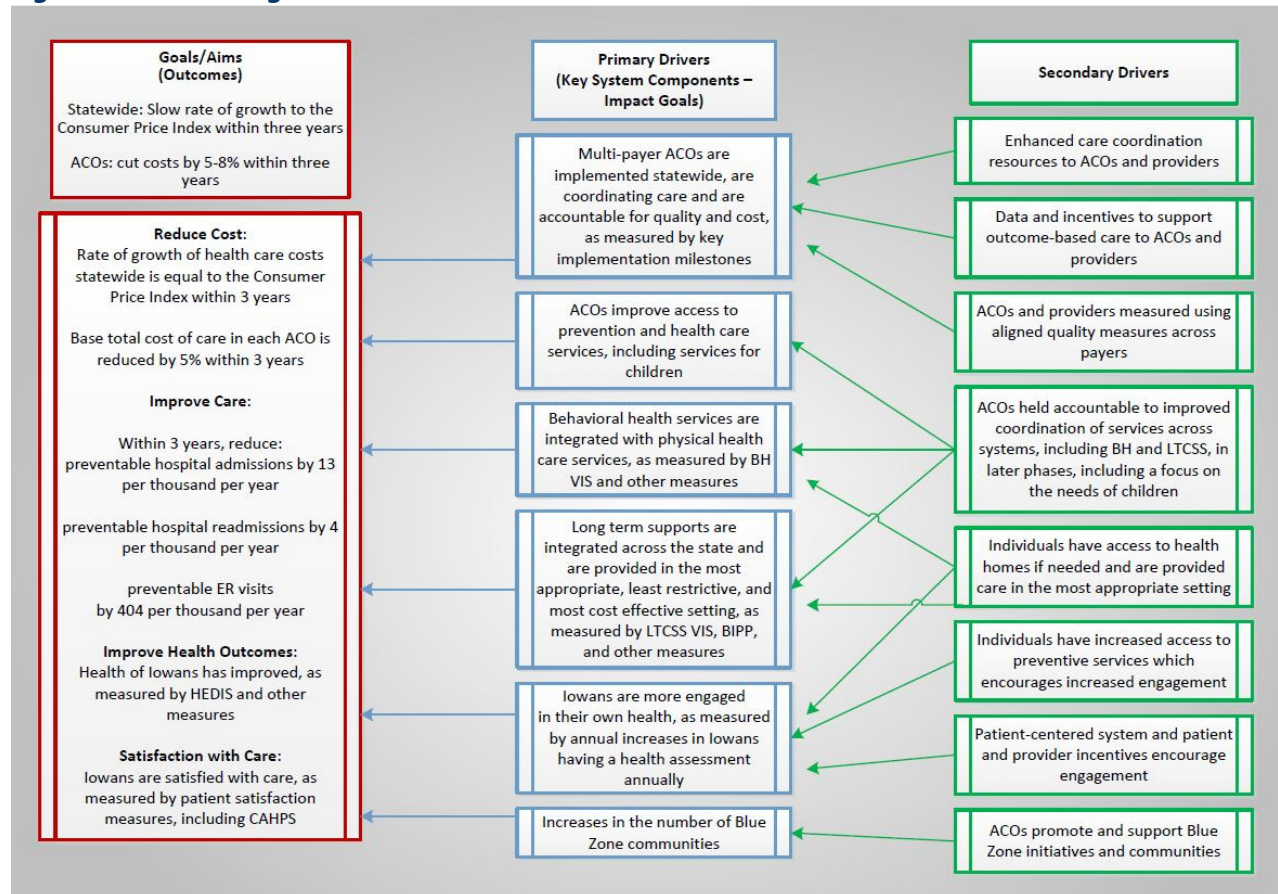 Goals/Aims
(Outcomes)
Statewide: Slow rate of growth to the
Consumer Price Index within three years
ACOs: cut costs by 5-8% within three
years
Reduce Cost:
Rate of growth of health care costs
statewide is equal to the Consumer
Price Index within 3 years
Base total cost of care in each ACO is
reduced by 5% within 3 years
Improve Care:
Within 3 years, reduce:
preventable hospital admissions by 13
per thousand per year
preventable hospital readmissions by 4
per thousand per year
preventable ER visits
by 404 per thousand per year
Improve Health Outcomes:
Health of Iowans has improved, as
measured by HEDIS and other
measures
Satisfaction with Care:
Iowans are satisfied with care, as
measured by patient satisfaction
measures, including CAHPS
Primary Drivers
(Key System Components –
Impact Goals)
Multi-payer ACOs are
implemented statewide, are
coordinating care and are
accountable for quality and cost,
as measured by key
implementation milestones
ACOs improve access to
prevention and health care
services, including services for
children
Behavioral health services are
integrated with physical health
care services, as measured by BH
VIS and other measures
Long term supports are
integrated across the state and
are provided in the most
appropriate, least restrictive, and
most cost effective setting, as
measured by LTCSS VIS, BIPP,
and other measures
Iowans are more engaged
in their own health, as measured
by annual increases in Iowans
having a health assessment
annually
Increases in the number of Blue
Zone communities
Secondary Drivers
Enhanced care coordination
resources to ACOs and providers
Data and incentives to support
outcome-based care to ACOs and
providers
ACOs and providers measured using
aligned quality measures across
payers
ACOs held accountable to improved
coordination of services across
systems, including BH and LTCSS, in
later phases, including a focus on
the needs of children
Individuals have access to health
homes if needed and are provided
care in the most appropriate setting
Individuals have increased access to
preventive services which
encourages increased engagement
Patient-centered system and patient
and provider incentives encourage
engagement
ACOs promote and support Blue
Zone initiatives and communities